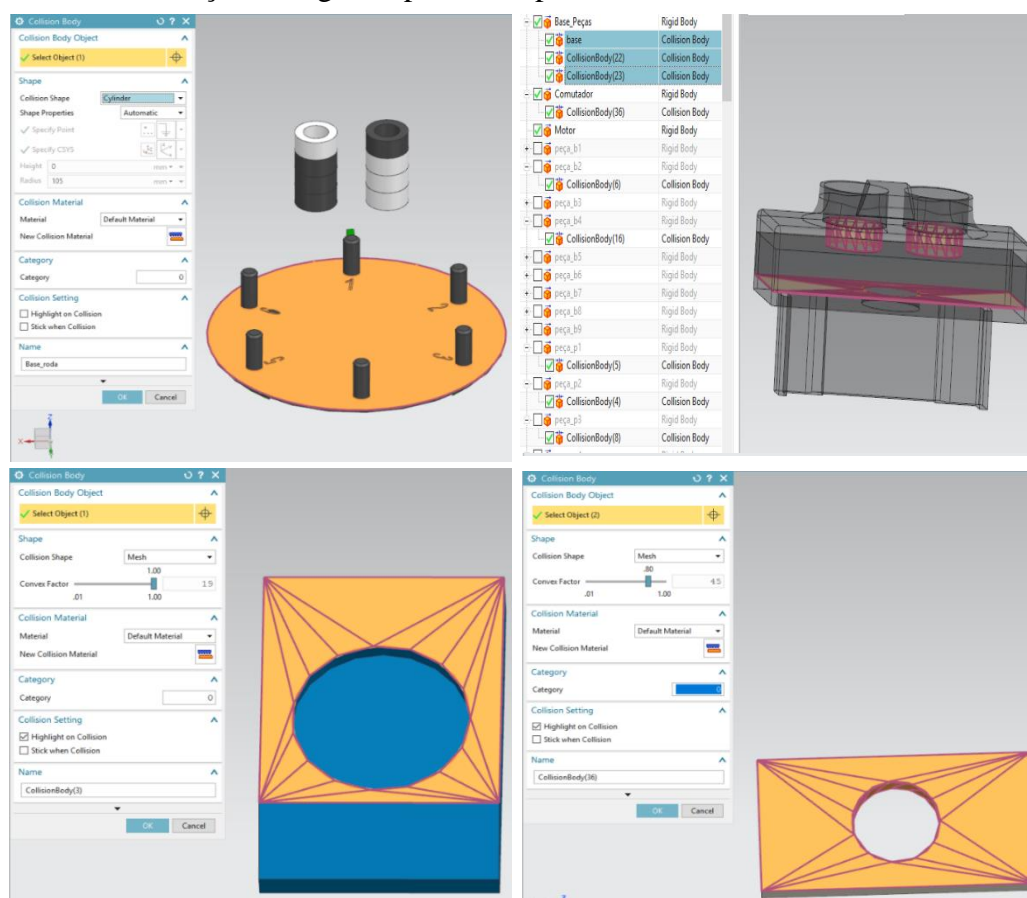 Collision Body
Collision Body Object
Select Object (1)
Shape
Collision Shape Cylinder
Shape Properties Automatic
Specify Point
Specify CSYS
Height 0 mm
Radius 105 mm
Collision Material
Material Default Material
New Collision Material
Category
Category 0
Collision Setting
Highlight on Collision
Stick when Collision
Name
Base_roda
OK Cancel
Z
X
1
2
3
5
Base_Peças Rigid Body
base Collision Body
CollisionBody(22) Collision Body
CollisionBody(23) Collision Body
Comutador Rigid Body
CollisionBody(36) Collision Body
Motor Rigid Body
peça_b1 Rigid Body
peça_b2 Rigid Body
CollisionBody(6) Collision Body
peça_b3 Rigid Body
peça_b4 Rigid Body
CollisionBody(16) Collision Body
peça_b5 Rigid Body
peça_b6 Rigid Body
peça_b7 Rigid Body
peça_b8 Rigid Body
peça_b9 Rigid Body
peça_p1 Rigid Body
CollisionBody(5) Collision Body
peça_p2 Rigid Body
CollisionBody(4) Collision Body
peça_p3 Rigid Body
CollisionBody(8) Collision Body
Collision Body
Collision Body Object
Select Object (1)
Shape
Collision Shape Mesh
1.00
Convex Factor 19
.01 1.00
Collision Material
Material Default Material
New Collision Material
Category
Category 0
Collision Setting
Highlight on Collision
Stick when Collision
Name
CollisionBody(3)
OK Cancel
Collision Body
Collision Body Object
Select Object (2)
Shape
Collision Shape Mesh
.80
Convex Factor 45
.01 1.00
Collision Material
Material Default Material
New Collision Material
Category
Category 0
Collision Setting
Highlight on Collision
Stick when Collision
Name
CollisionBody(36)
OK Cancel